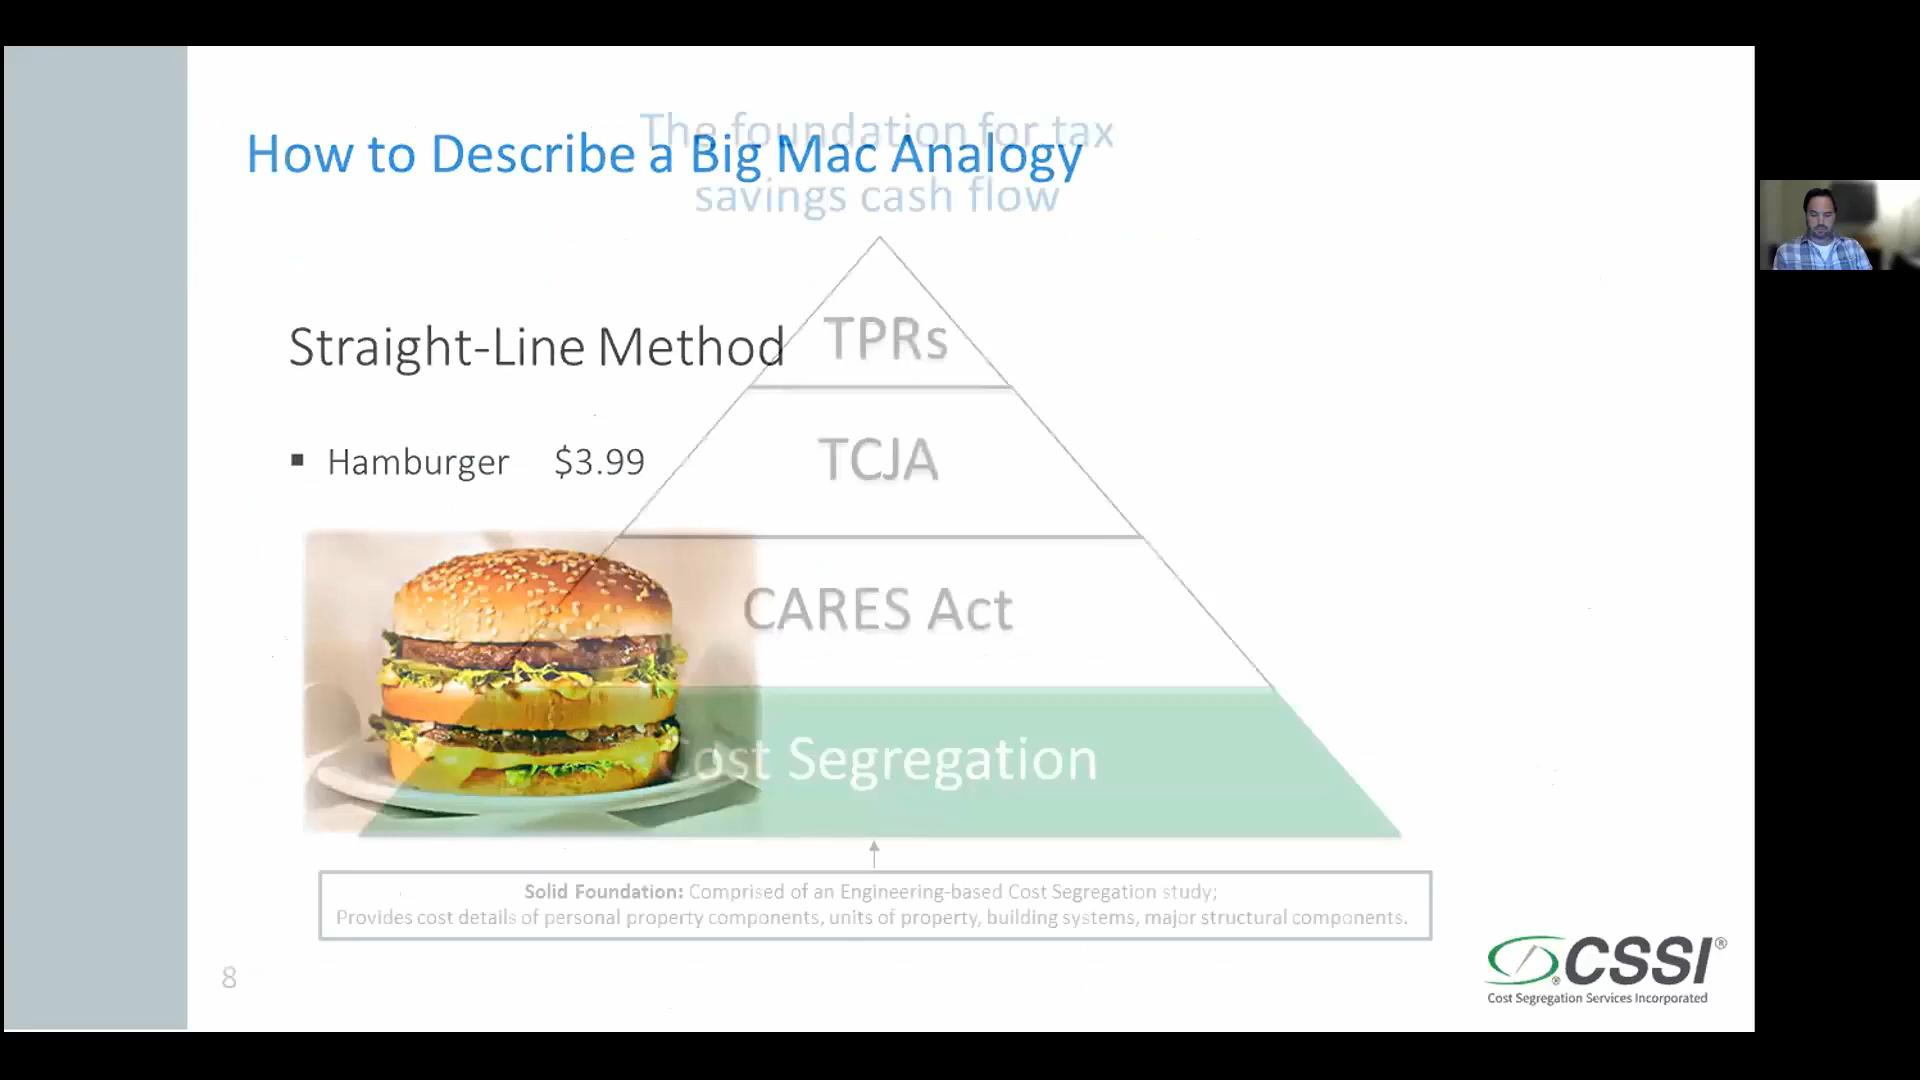 The foundation for tax
savings cash flow
How to Describe a Big Mac Analogy
Straight-Line Method
▪ Hamburger $3.99
TPRs
TCJA
CARES Act
Cost Segregation
Solid Foundation: Comprised of an Engineering-based Cost Segregation study;
Provides cost details of personal property components, units of property, building systems, major structural components.
8
CSSI®
Cost Segregation Services Incorporated